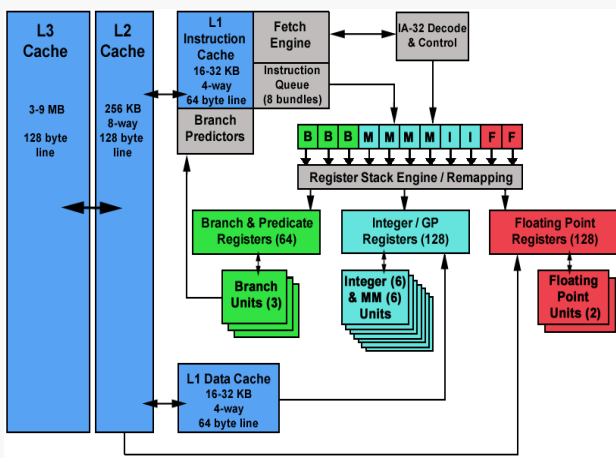 L3
Cache
3-9 MB
128 byte
line
L2
Cache
256 KB
8-way
128 byte
line
L1
Instruction
Cache
16-32 KB
4-way
64 byte line
Fetch
Engine
Instruction
Queue
(8 bundles)
Branch
Predictors
IA-32 Decode
& Control
B B B M M M M I I F F
Register Stack Engine / Remapping
Branch & Predicate
Registers (64)
Integer / GP
Registers (128)
Floating Point
Registers (128)
Branch
Units (3)
Integer (6)
& MM (6)
Units
Floating
Point
Units (2)
L1 Data Cache
16-32 KB
4-way
64 byte line